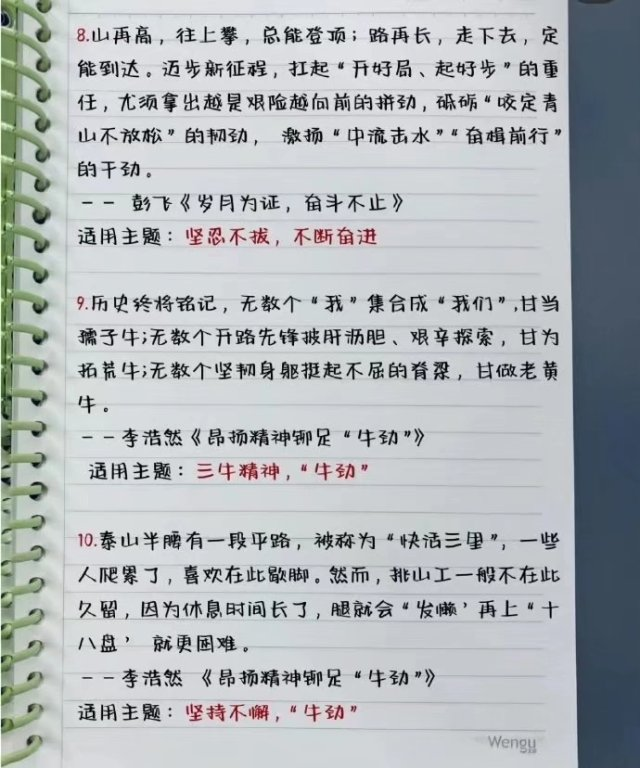 8.山再高，往上攀，总能登顶；路再长，走下去，定
能到达。迈步新征程，扛起“开好局、起好步”的重
任，尤须拿出越是艰险越向前的拼劲，砥砺“咬定青
山不放松”的韧劲， 激扬“中流击水”“奋楫前行”
的干劲。
—— 彭飞《岁月为证，奋斗不止》
适用主题：坚忍不拔，不断奋进
9.历史终将铭记，无数个“我”集合成“我们”,甘当
孺子牛;无数个开路先锋披肝沥胆、艰辛探索，甘为
拓荒牛;无数个坚韧身躯挺起不屈的脊梁，甘做老黄
牛。
——李浩然《昂扬精神铆足“牛劲”》
适用主题：三牛精神，“牛劲”
10.泰山半腰有一段平路，被称为“快活三里”，一些
人爬累了，喜欢在此歇脚。然而，挑山工一般不在此
久留，因为休息时间长了，腿就会“发懒’再上“十
八盘’ 就更困难。
——李浩然 《昂扬精神铆足“牛劲”》
适用主题：坚持不懈，“牛劲”
Wengu